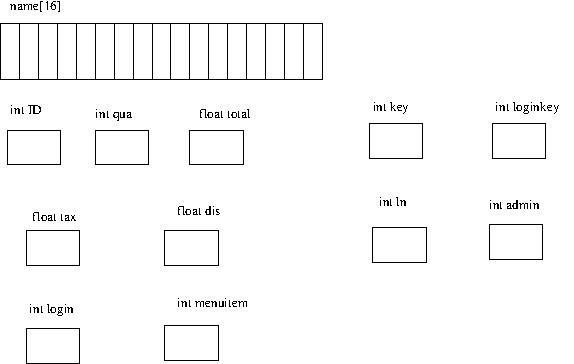 name[16]
int ID
int qua
float total
int key
int loginkey
float tax
float dis
int ln
int admin
int login
int menuitem